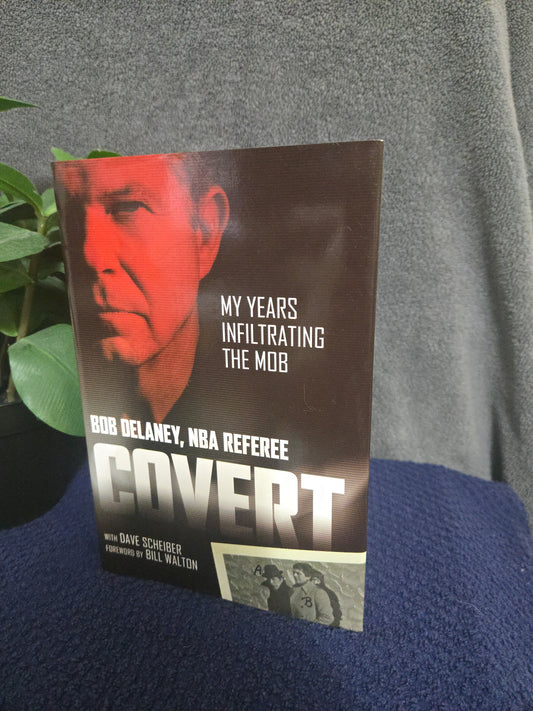 MY YEARS
INFILTRATING
THE MOB
BOB DELANEY, NBA REFEREE
COVERT
WITH DAVE SCHEIBER
FOREWORD BY BILL WALTON
A
B